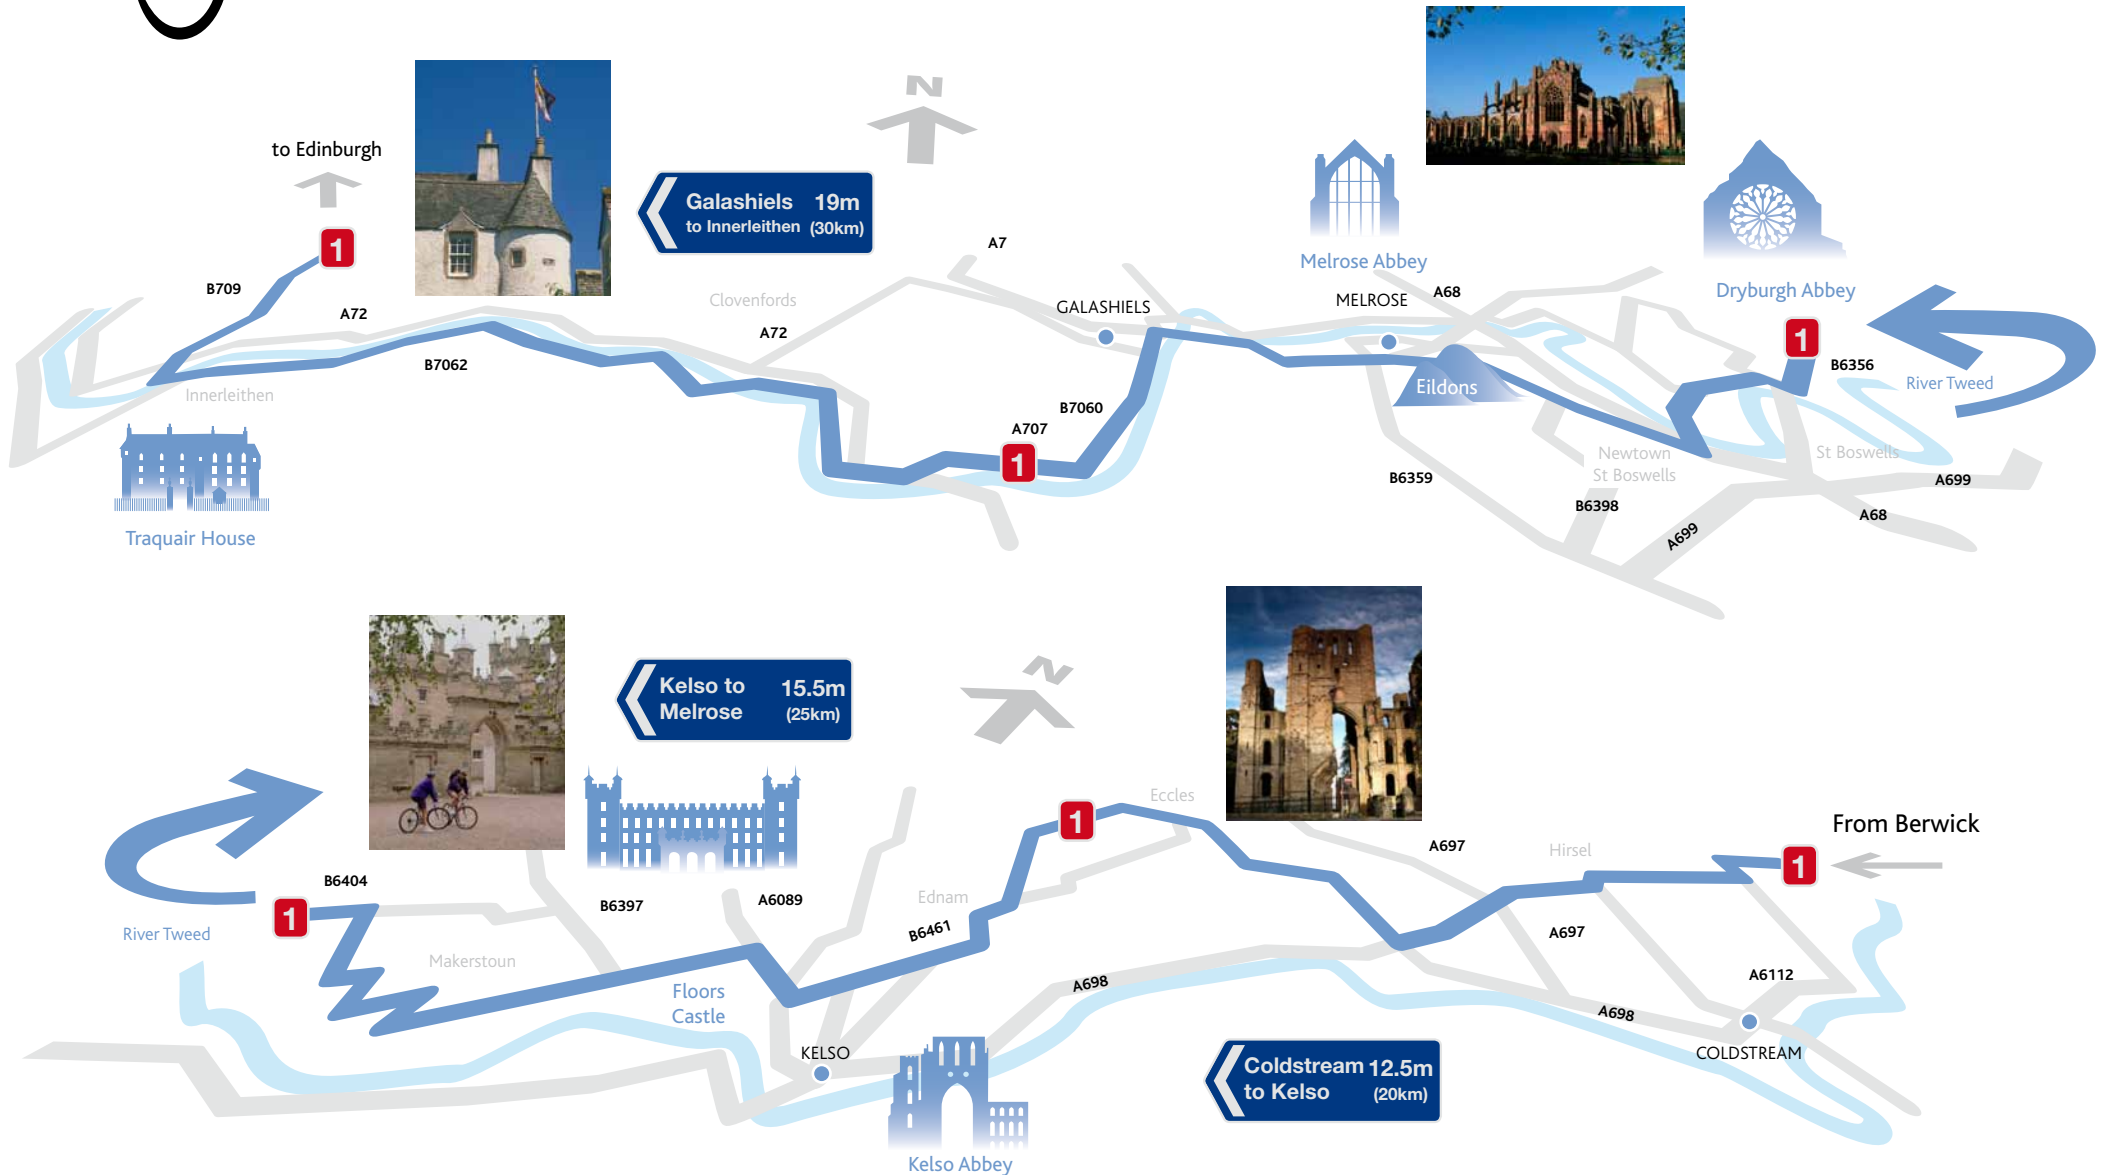 N
to Edinburgh
1
Galashiels 19m
to Innerleithen (30km)
A7
B709
A72
Clovenfords
A72
GALASHIELS
Melrose Abbey
MELROSE
A68
Dryburgh Abbey
1
B6356
River Tweed
B7062
Innerleithen
Eildons
B7060
A707
1
Traquair House
B6359
Newtown
St Boswells
St Boswells
B6398
A699
A699
A68
Kelso to 15.5m
Melrose (25km)
N
Eccles
1
From Berwick
A697
Hirsel
1
B6404
1
River Tweed
B6397
A6089
Ednam
B6461
Makerstoun
A697
A6112
Floors
Castle
A698
A698
KELSO
COLDSTREAM
Coldstream 12.5m
to Kelso (20km)
Kelso Abbey